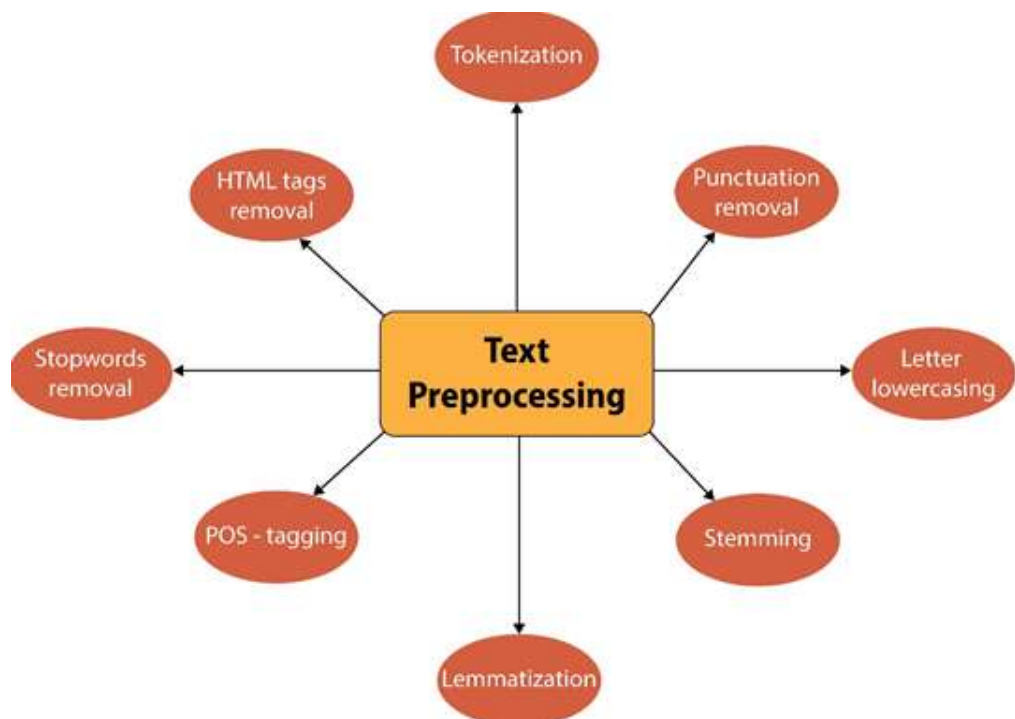 Tokenization
HTML tags
removal
Punctuation
removal
Text
Preprocessing
Stopwords
removal
Letter
lowercasing
POS - tagging
Stemming
Lemmatization